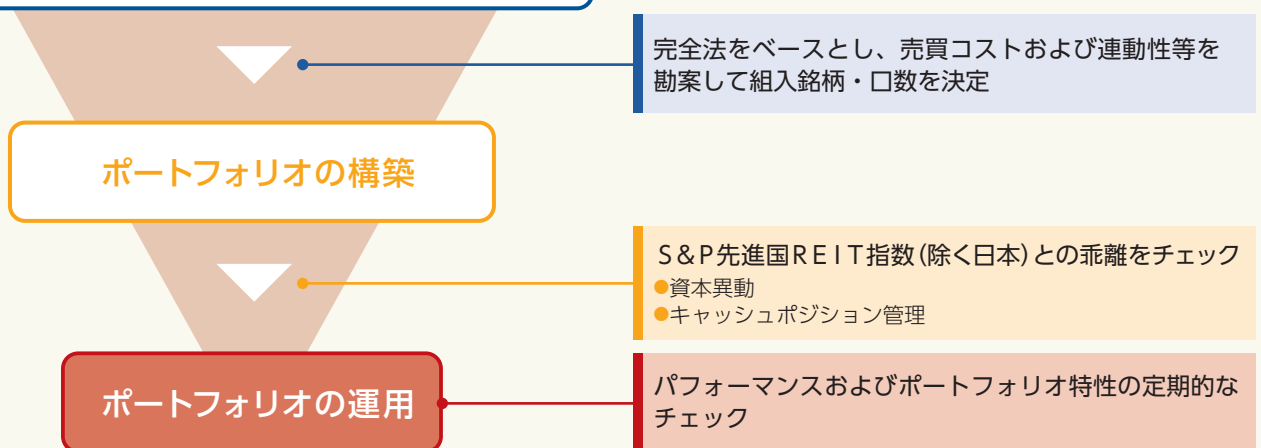 完全法をベースとし、売買コストおよび連動性等を
勘案して組入銘柄・口数を決定
ポートフォリオの構築
S&P先進国REIT指数(除く日本)との乖離をチェック
●資本異動
●キャッシュポジション管理
ポートフォリオの運用
パフォーマンスおよびポートフォリオ特性の定期的な
チェック